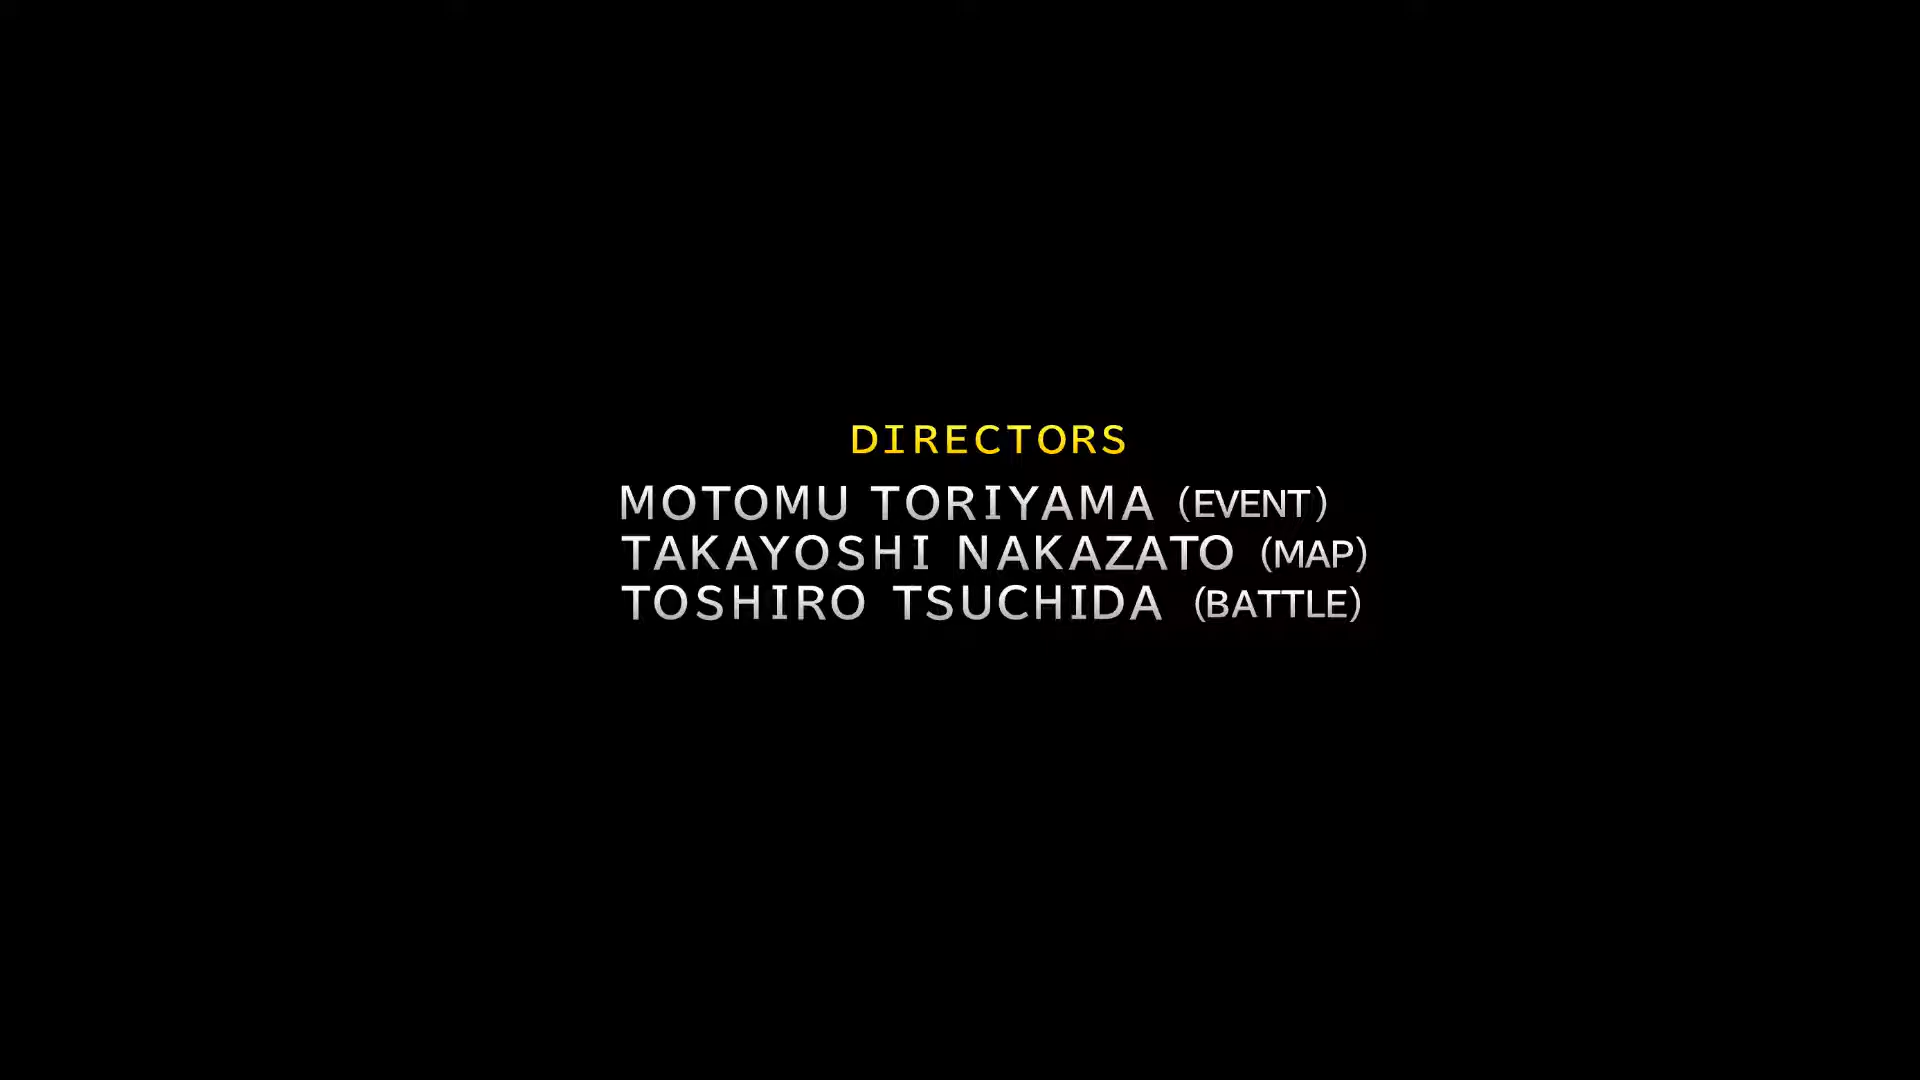 DIRECTORS
MOTOMU TORIYAMA (EVENT)
TAKAYOSHI NAKAZATO (MAP)
TOSHIRO TSUCHIDA (BATTLE)